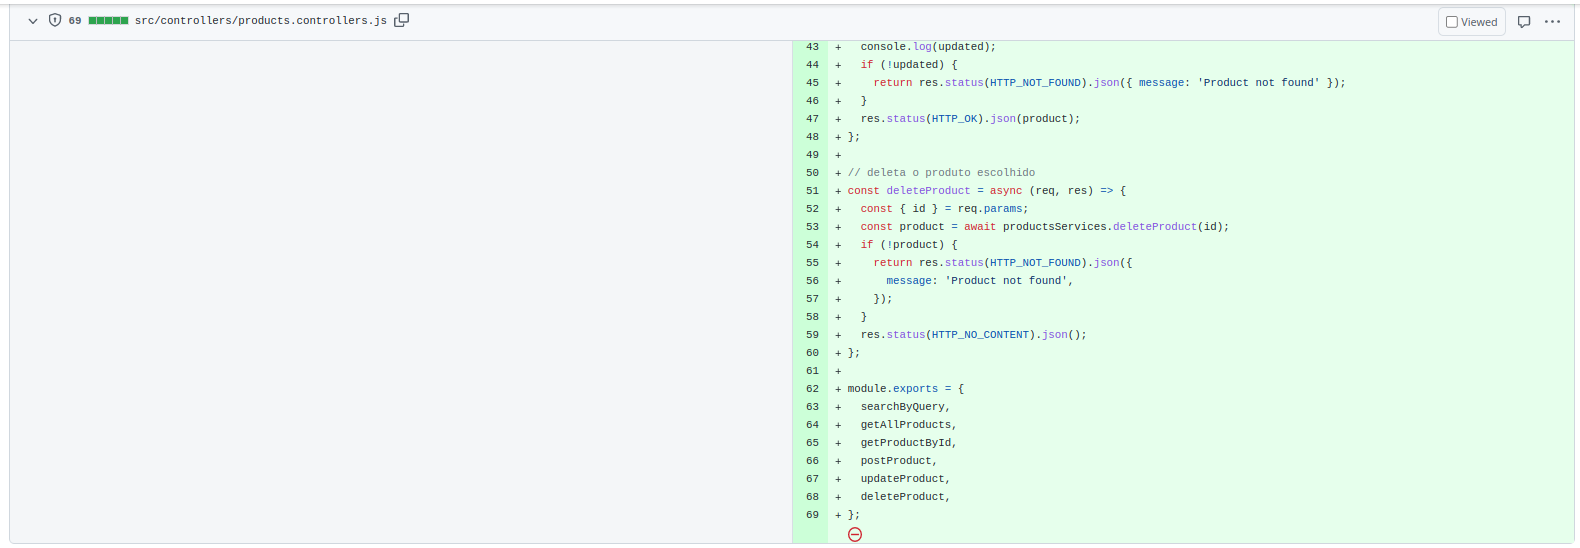 69 src/controllers/products.controllers.js Viewed
43 + console.log(updated);
44 + if (!updated) {
45 + return res.status(HTTP_NOT_FOUND).json({ message: 'Product not found' });
46 + }
47 + res.status(HTTP_OK).json(product);
48 + };
49 +
50 + // deleta o produto escolhido
51 + const deleteProduct = async (req, res) => {
52 + const { id } = req.params;
53 + const product = await productsServices.deleteProduct(id);
54 + if (!product) {
55 + return res.status(HTTP_NOT_FOUND).json({
56 + message: 'Product not found',
57 + });
58 + }
59 + res.status(HTTP_NO_CONTENT).json();
60 + };
61 +
62 + module.exports = {
63 + searchByQuery,
64 + getAllProducts,
65 + getProductById,
66 + postProduct,
67 + updateProduct,
68 + deleteProduct,
69 + };